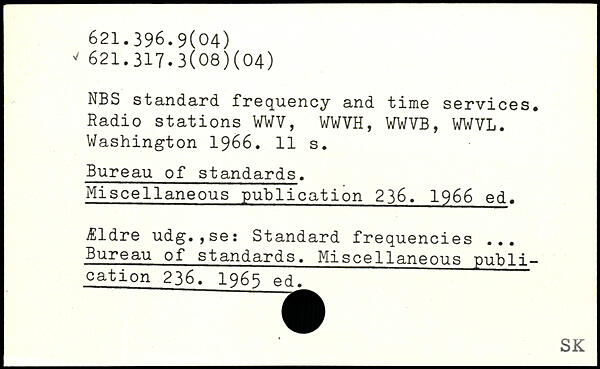 621.396.9(04)
✓ 621.317.3(08)(04)
NBS standard frequency and time services.
Radio stations WWV, WWVH, WWVB, WWVL.
Washington 1966. 11 s.
Bureau of standards.
Miscellaneous publication 236. 1966 ed.
Ældre udg.,se: Standard frequencies ...
Bureau of standards. Miscellaneous publi-
cation 236. 1965 ed.
SK